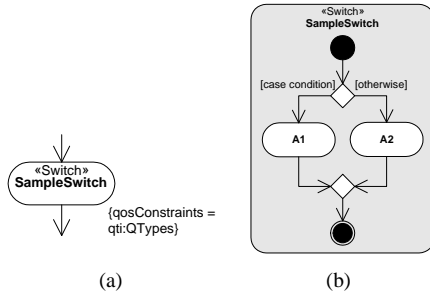 «Switch»
SampleSwitch
{qosConstraints =
qti:QTypes}
(a)
«Switch»
SampleSwitch
[case condition]
[otherwise]
A1
A2
(b)